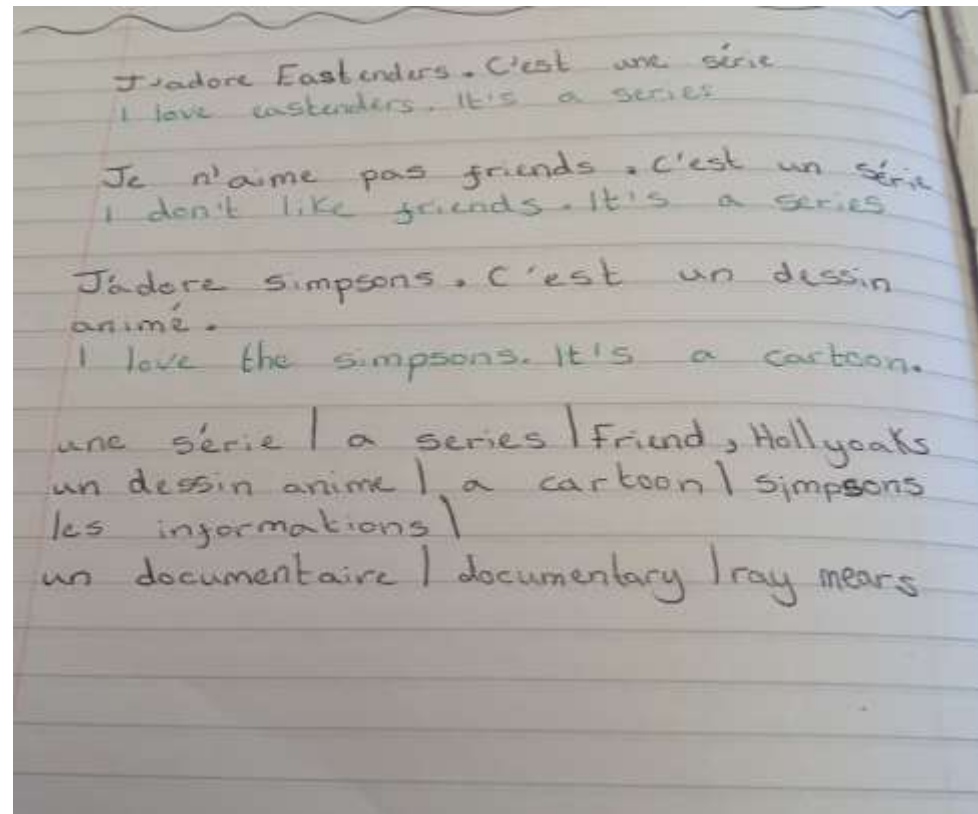 J'adore Eastenders. C'est une série
I love eastenders. It's a series
Je n'aime pas friends. C'est un série
I don't like friends. It's a series
J'adore simpsons. C'est un dessin
animé.
I love the simpsons. It's a cartoon.
une série | a series | Friend, Hollyoaks
un dessin anime | a cartoon | simpsons
les informations |
un documentaire | documentary | ray mears